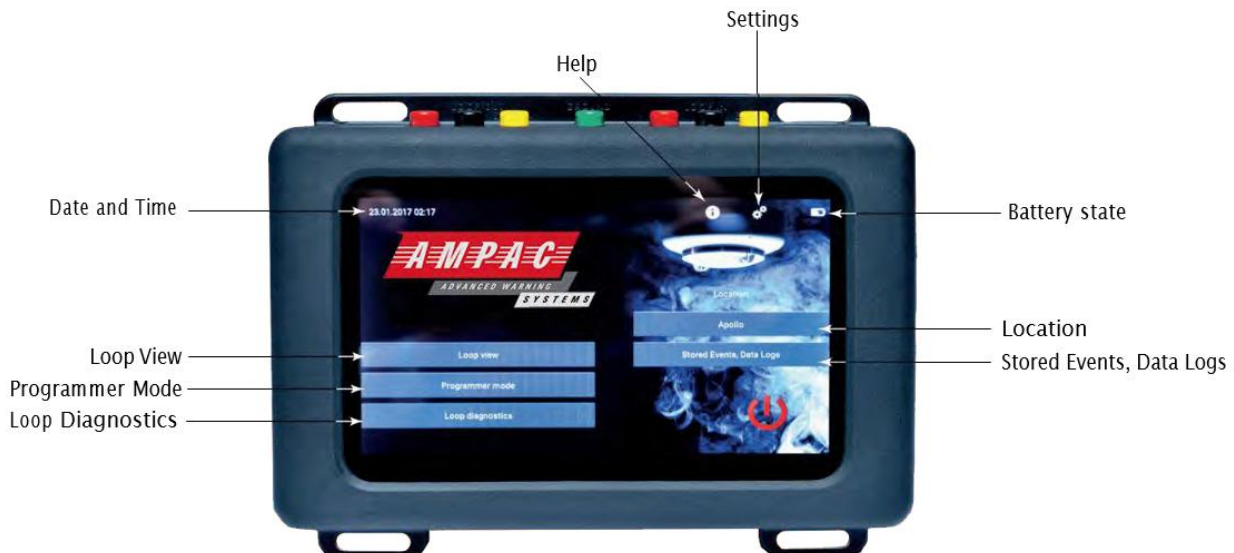 Settings
Help
Date and Time
23.01.2017 02:17
Battery state
AMPAC
ADVANCED WARNING
SYSTEMS
Location
Apollo
Location
Loop View
Loop view
Stored Events, Data Logs
Stored Events, Data Logs
Programmer Mode
Programmer mode
Loop Diagnostics
Loop diagnostics